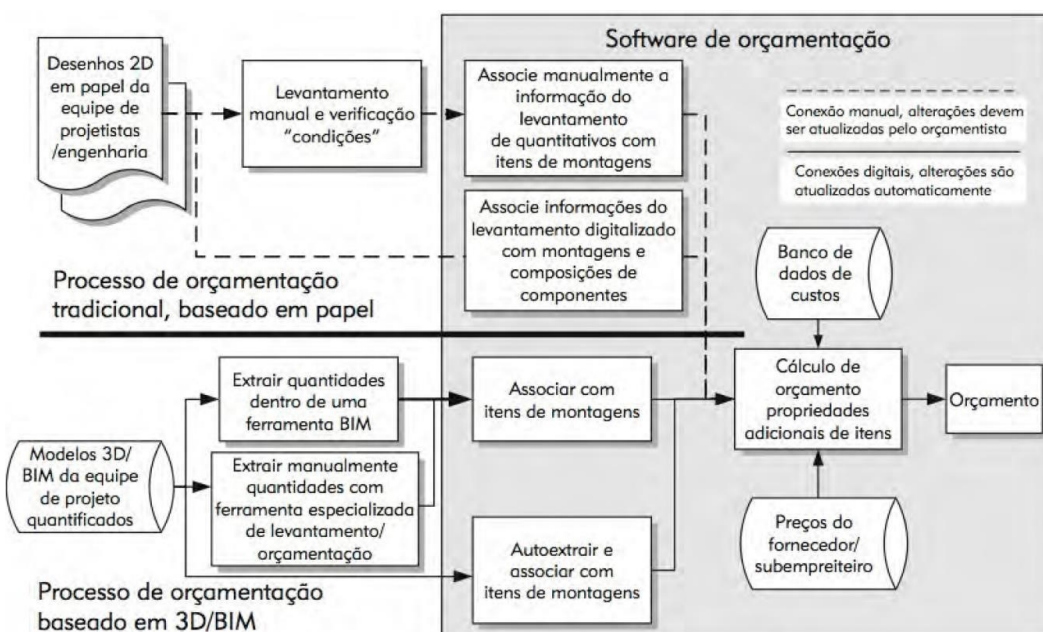 Software de orçamentação
Desenhos 2D
em papel da
equipe de
projetistas
/engenharia
Levantamento
manual e verificação
"condições"
Associe manualmente a
informação do
levantamento
de quantitativos com
itens de montagens
Conexão manual, alterações devem
ser atualizadas pelo orçamentista
Conexões digitais, alterações são
atualizadas automaticamente
Associe informações do
levantamento digitalizado
com montagens e
composições de
componentes
Banco de
dados de
custos
Processo de orçamentação
tradicional, baseado em papel
Extrair quantidades
dentro de uma
ferramenta BIM
Associar com
itens de montagens
Cálculo de
orçamento
propriedades
adicionais de itens
Orçamento
Modelos 3D/
BIM da equipe
de projeto
quantificados
Extrair manualmente
quantidades com
ferramenta especializada
de levantamento/
orçamentação
Autoextrair e
associar com
itens de montagens
Preços do
fornecedor/
subempreiteiro
Processo de orçamentação
baseado em 3D/BIM